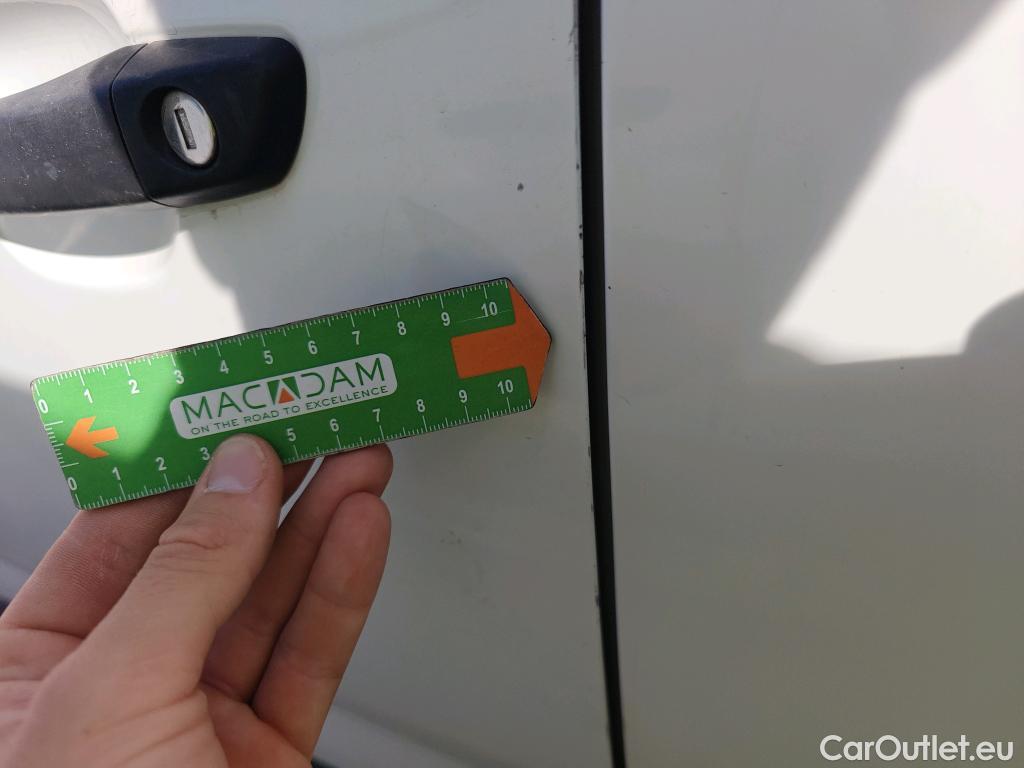 0 1 2 3 4 5 6 7 8 9 10
MACADAM
ON THE ROAD TO EXCELLENCE
0 1 2 3 5 6 7 8 9 10
CarOutlet.eu